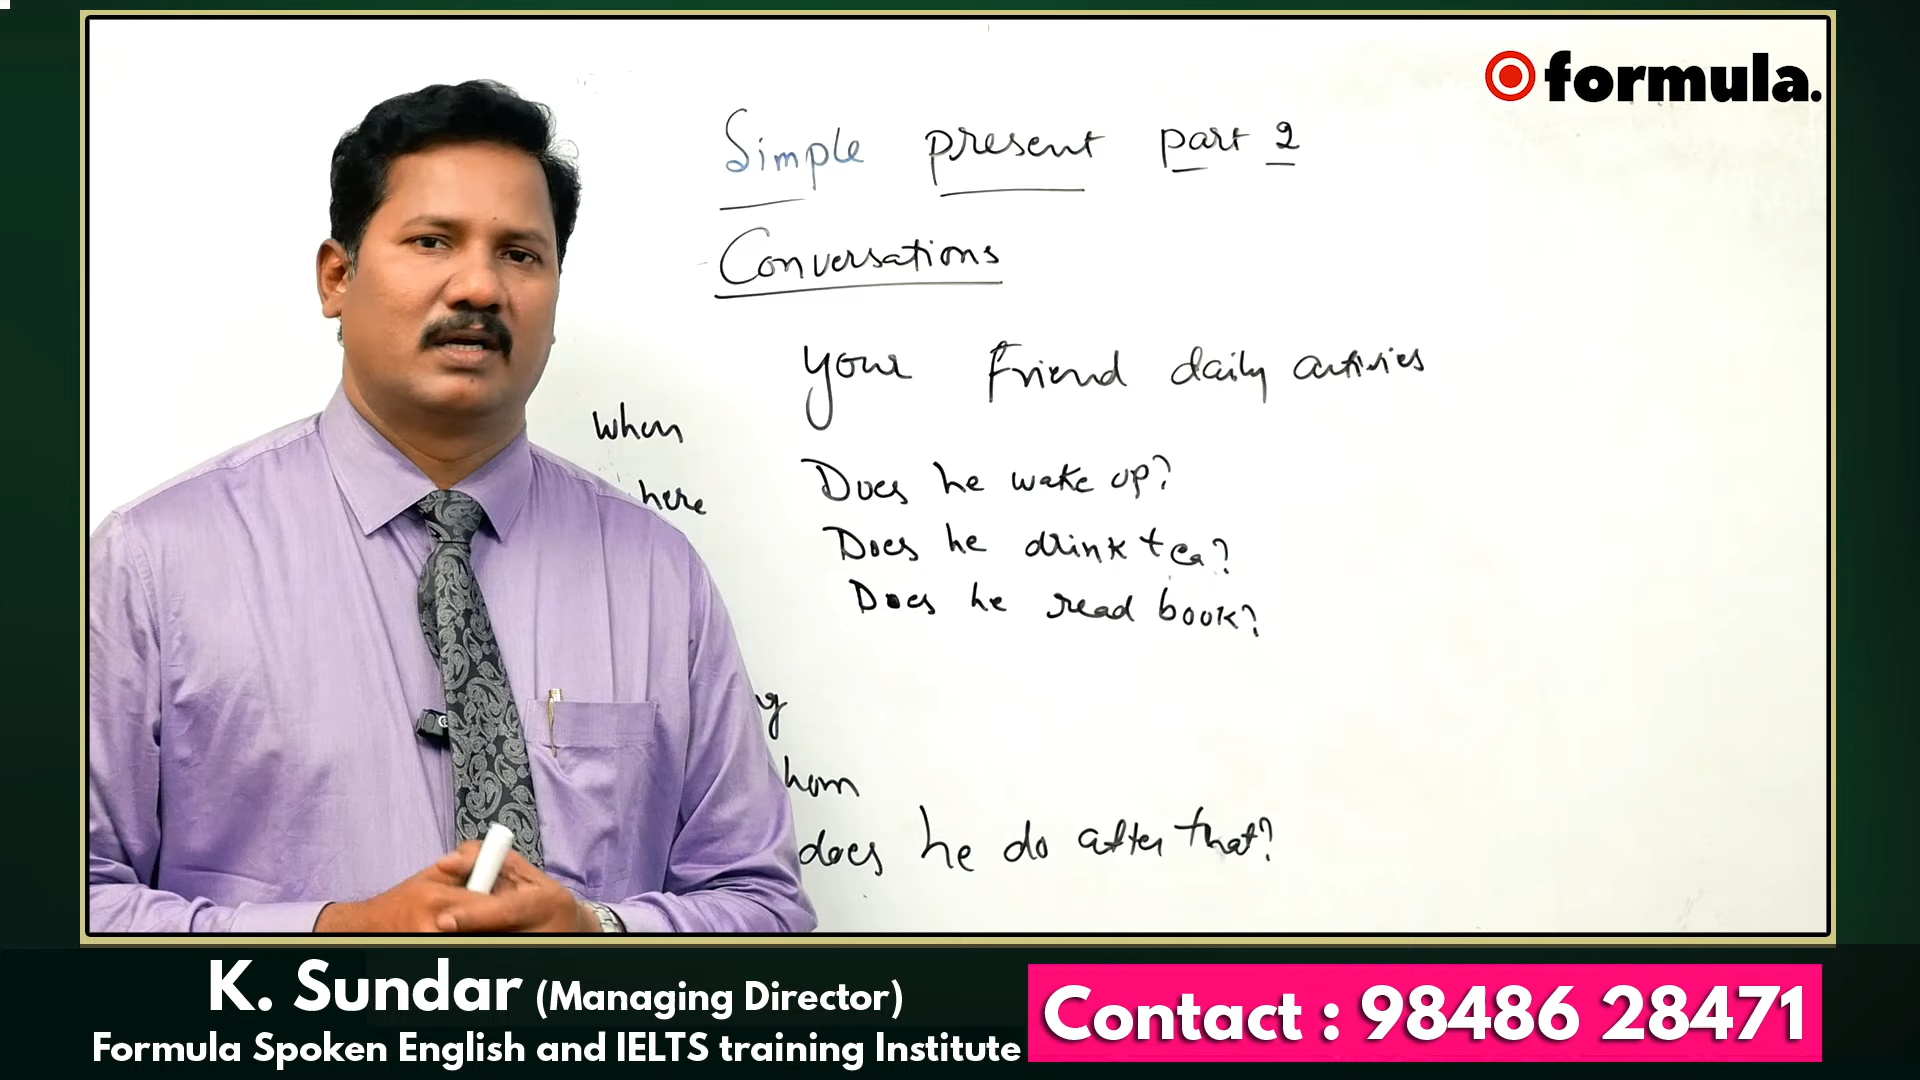 formula.
Simple present part 2
Conversations
your Friend daily activies
when
here
Does he wake up?
Does he drink tea?
Does he read book?
hom
does he do after that?
K. Sundar (Managing Director)
Formula Spoken English and IELTS training Institute
Contact : 98486 28471